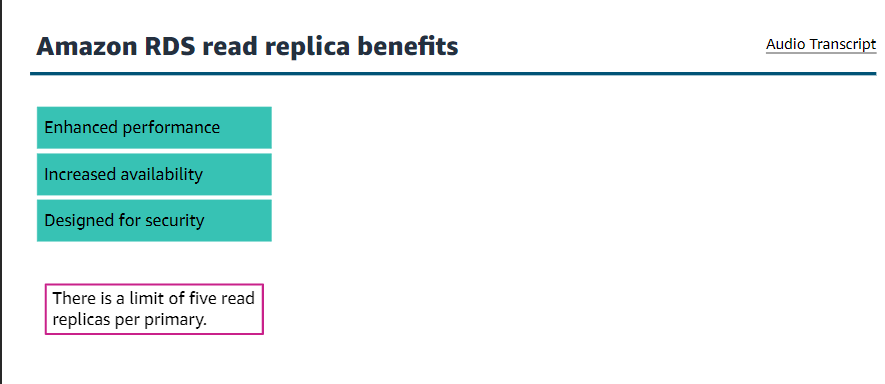 Amazon RDS read replica benefits
Audio Transcript
Enhanced performance
Increased availability
Designed for security
There is a limit of five read
replicas per primary.